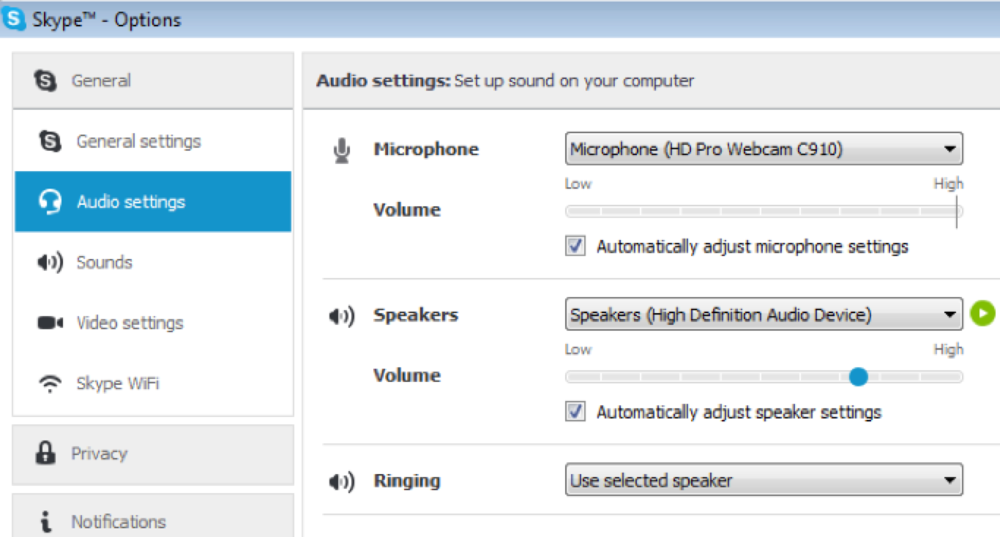 Skype™ - Options
General
General settings
Audio settings
Sounds
Video settings
Skype WiFi
Privacy
Notifications
Audio settings: Set up sound on your computer
Microphone
Microphone (HD Pro Webcam C910)
Low High
Volume
Automatically adjust microphone settings
Speakers
Speakers (High Definition Audio Device)
Low High
Volume
Automatically adjust speaker settings
Ringing
Use selected speaker